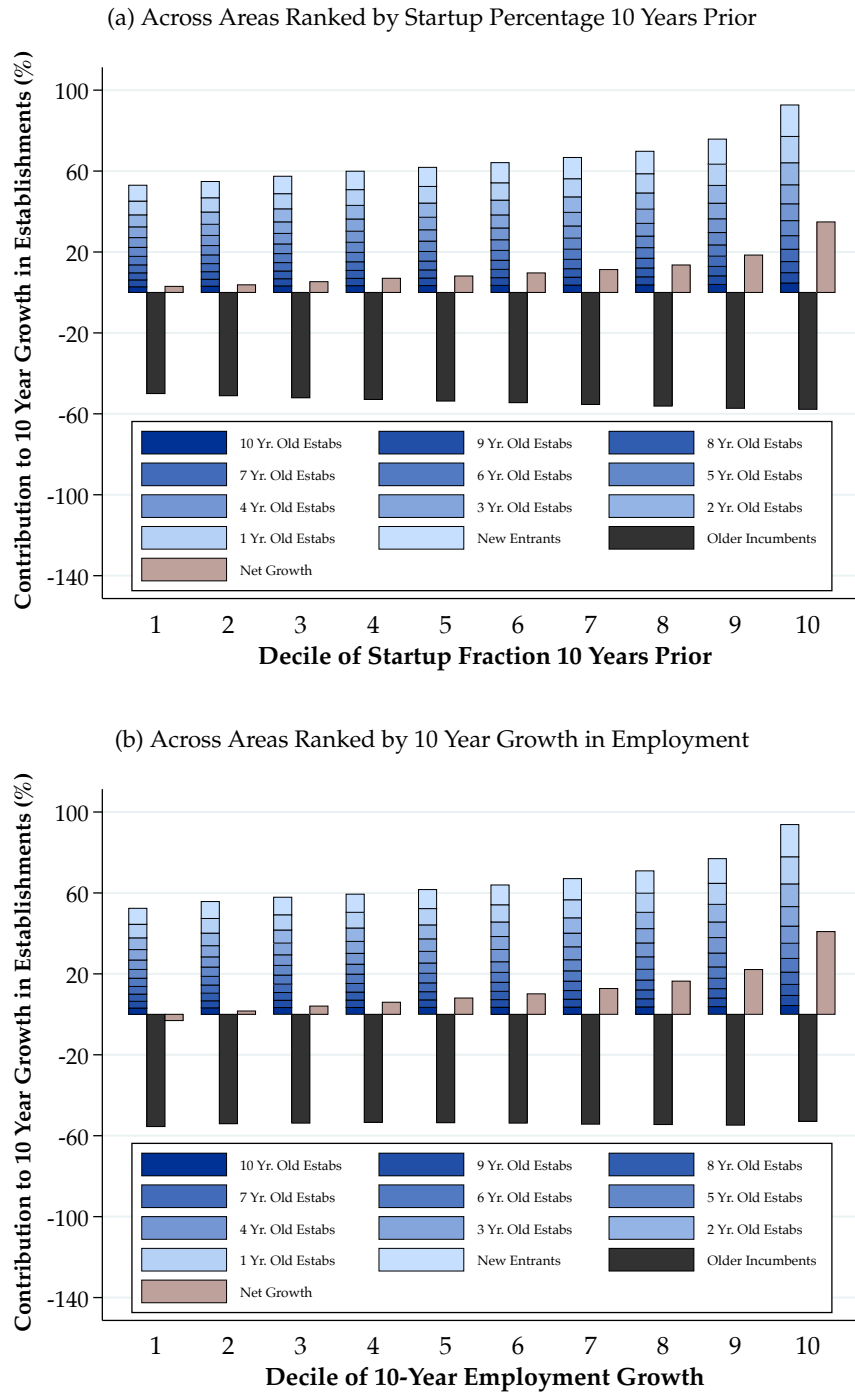 (a) Across Areas Ranked by Startup Percentage 10 Years Prior
Contribution to 10 Year Growth in Establishments (%)
100
60
20
-20
-60
-100
-140
10 Yr. Old Estabs
9 Yr. Old Estabs
8 Yr. Old Estabs
7 Yr. Old Estabs
6 Yr. Old Estabs
5 Yr. Old Estabs
4 Yr. Old Estabs
3 Yr. Old Estabs
2 Yr. Old Estabs
1 Yr. Old Estabs
New Entrants
Older Incumbents
Net Growth
1 2 3 4 5 6 7 8 9 10
Decile of Startup Fraction 10 Years Prior
(b) Across Areas Ranked by 10 Year Growth in Employment
Contribution to 10 Year Growth in Establishments (%)
100
60
20
-20
-60
-100
-140
10 Yr. Old Estabs
9 Yr. Old Estabs
8 Yr. Old Estabs
7 Yr. Old Estabs
6 Yr. Old Estabs
5 Yr. Old Estabs
4 Yr. Old Estabs
3 Yr. Old Estabs
2 Yr. Old Estabs
1 Yr. Old Estabs
New Entrants
Older Incumbents
Net Growth
1 2 3 4 5 6 7 8 9 10
Decile of 10-Year Employment Growth